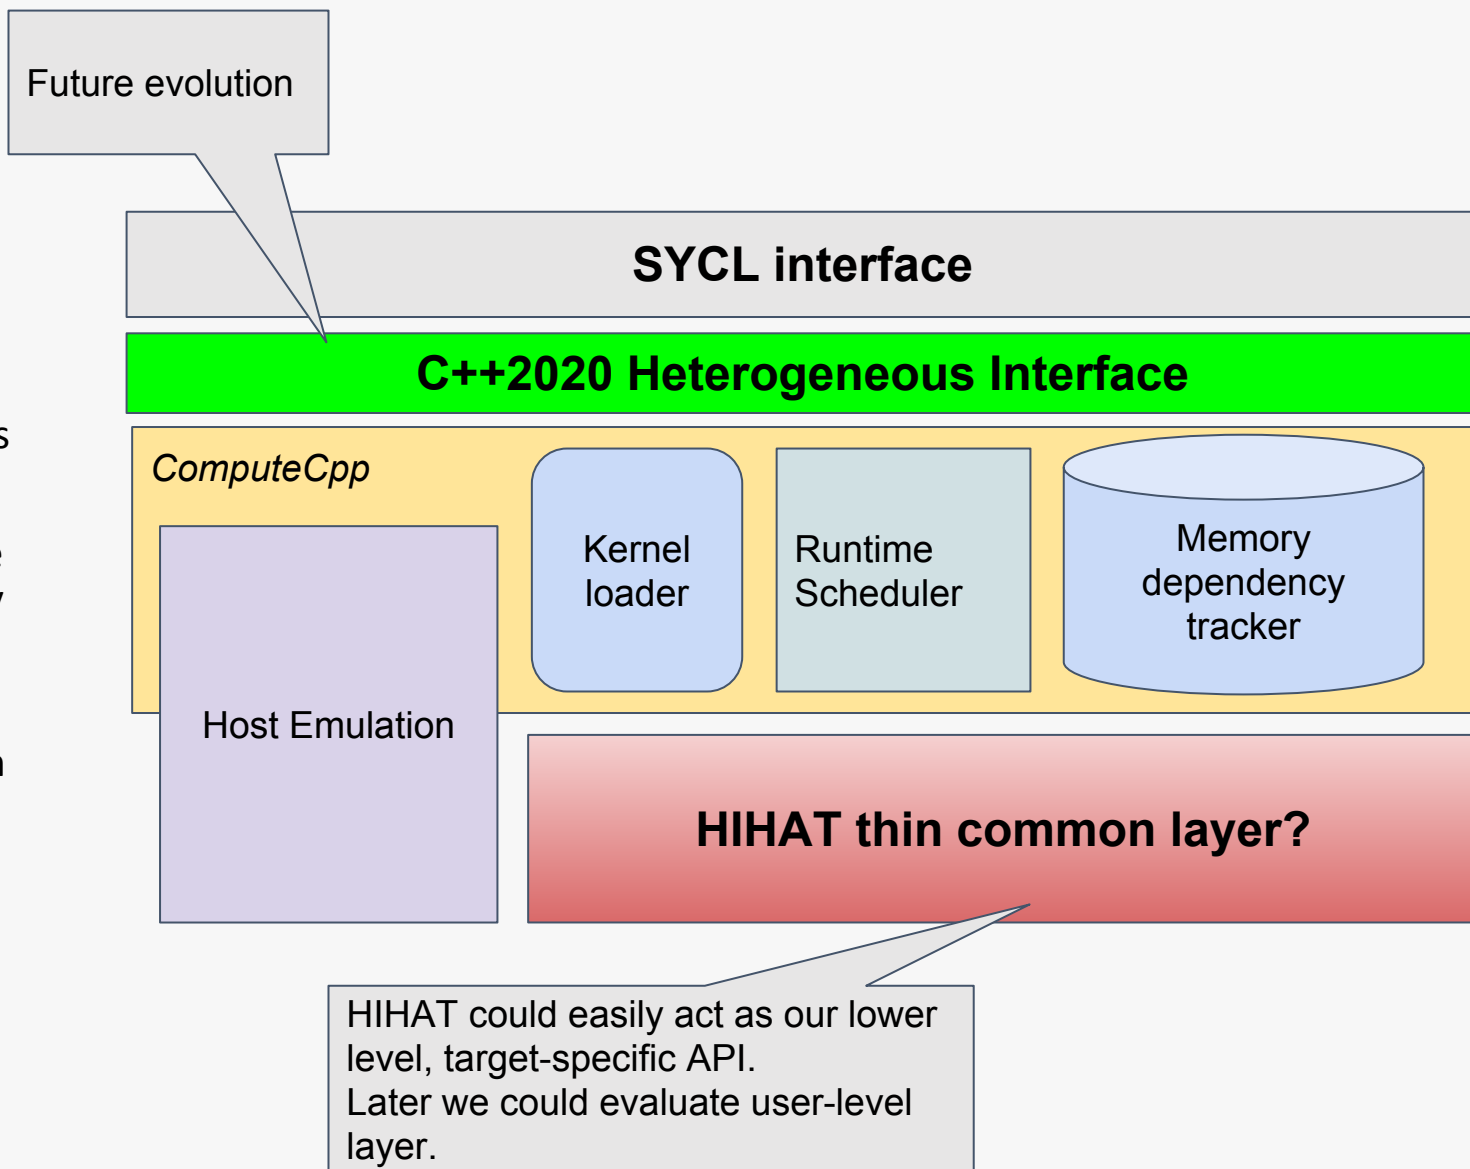 Future evolution
SYCL interface
C++2020 Heterogeneous Interface
ComputeCpp
Kernel
loader
Runtime
Scheduler
Memory
dependency
tracker
Host Emulation
HIHAT thin common layer?
HIHAT could easily act as our lower
level, target-specific API.
Later we could evaluate user-level
layer.